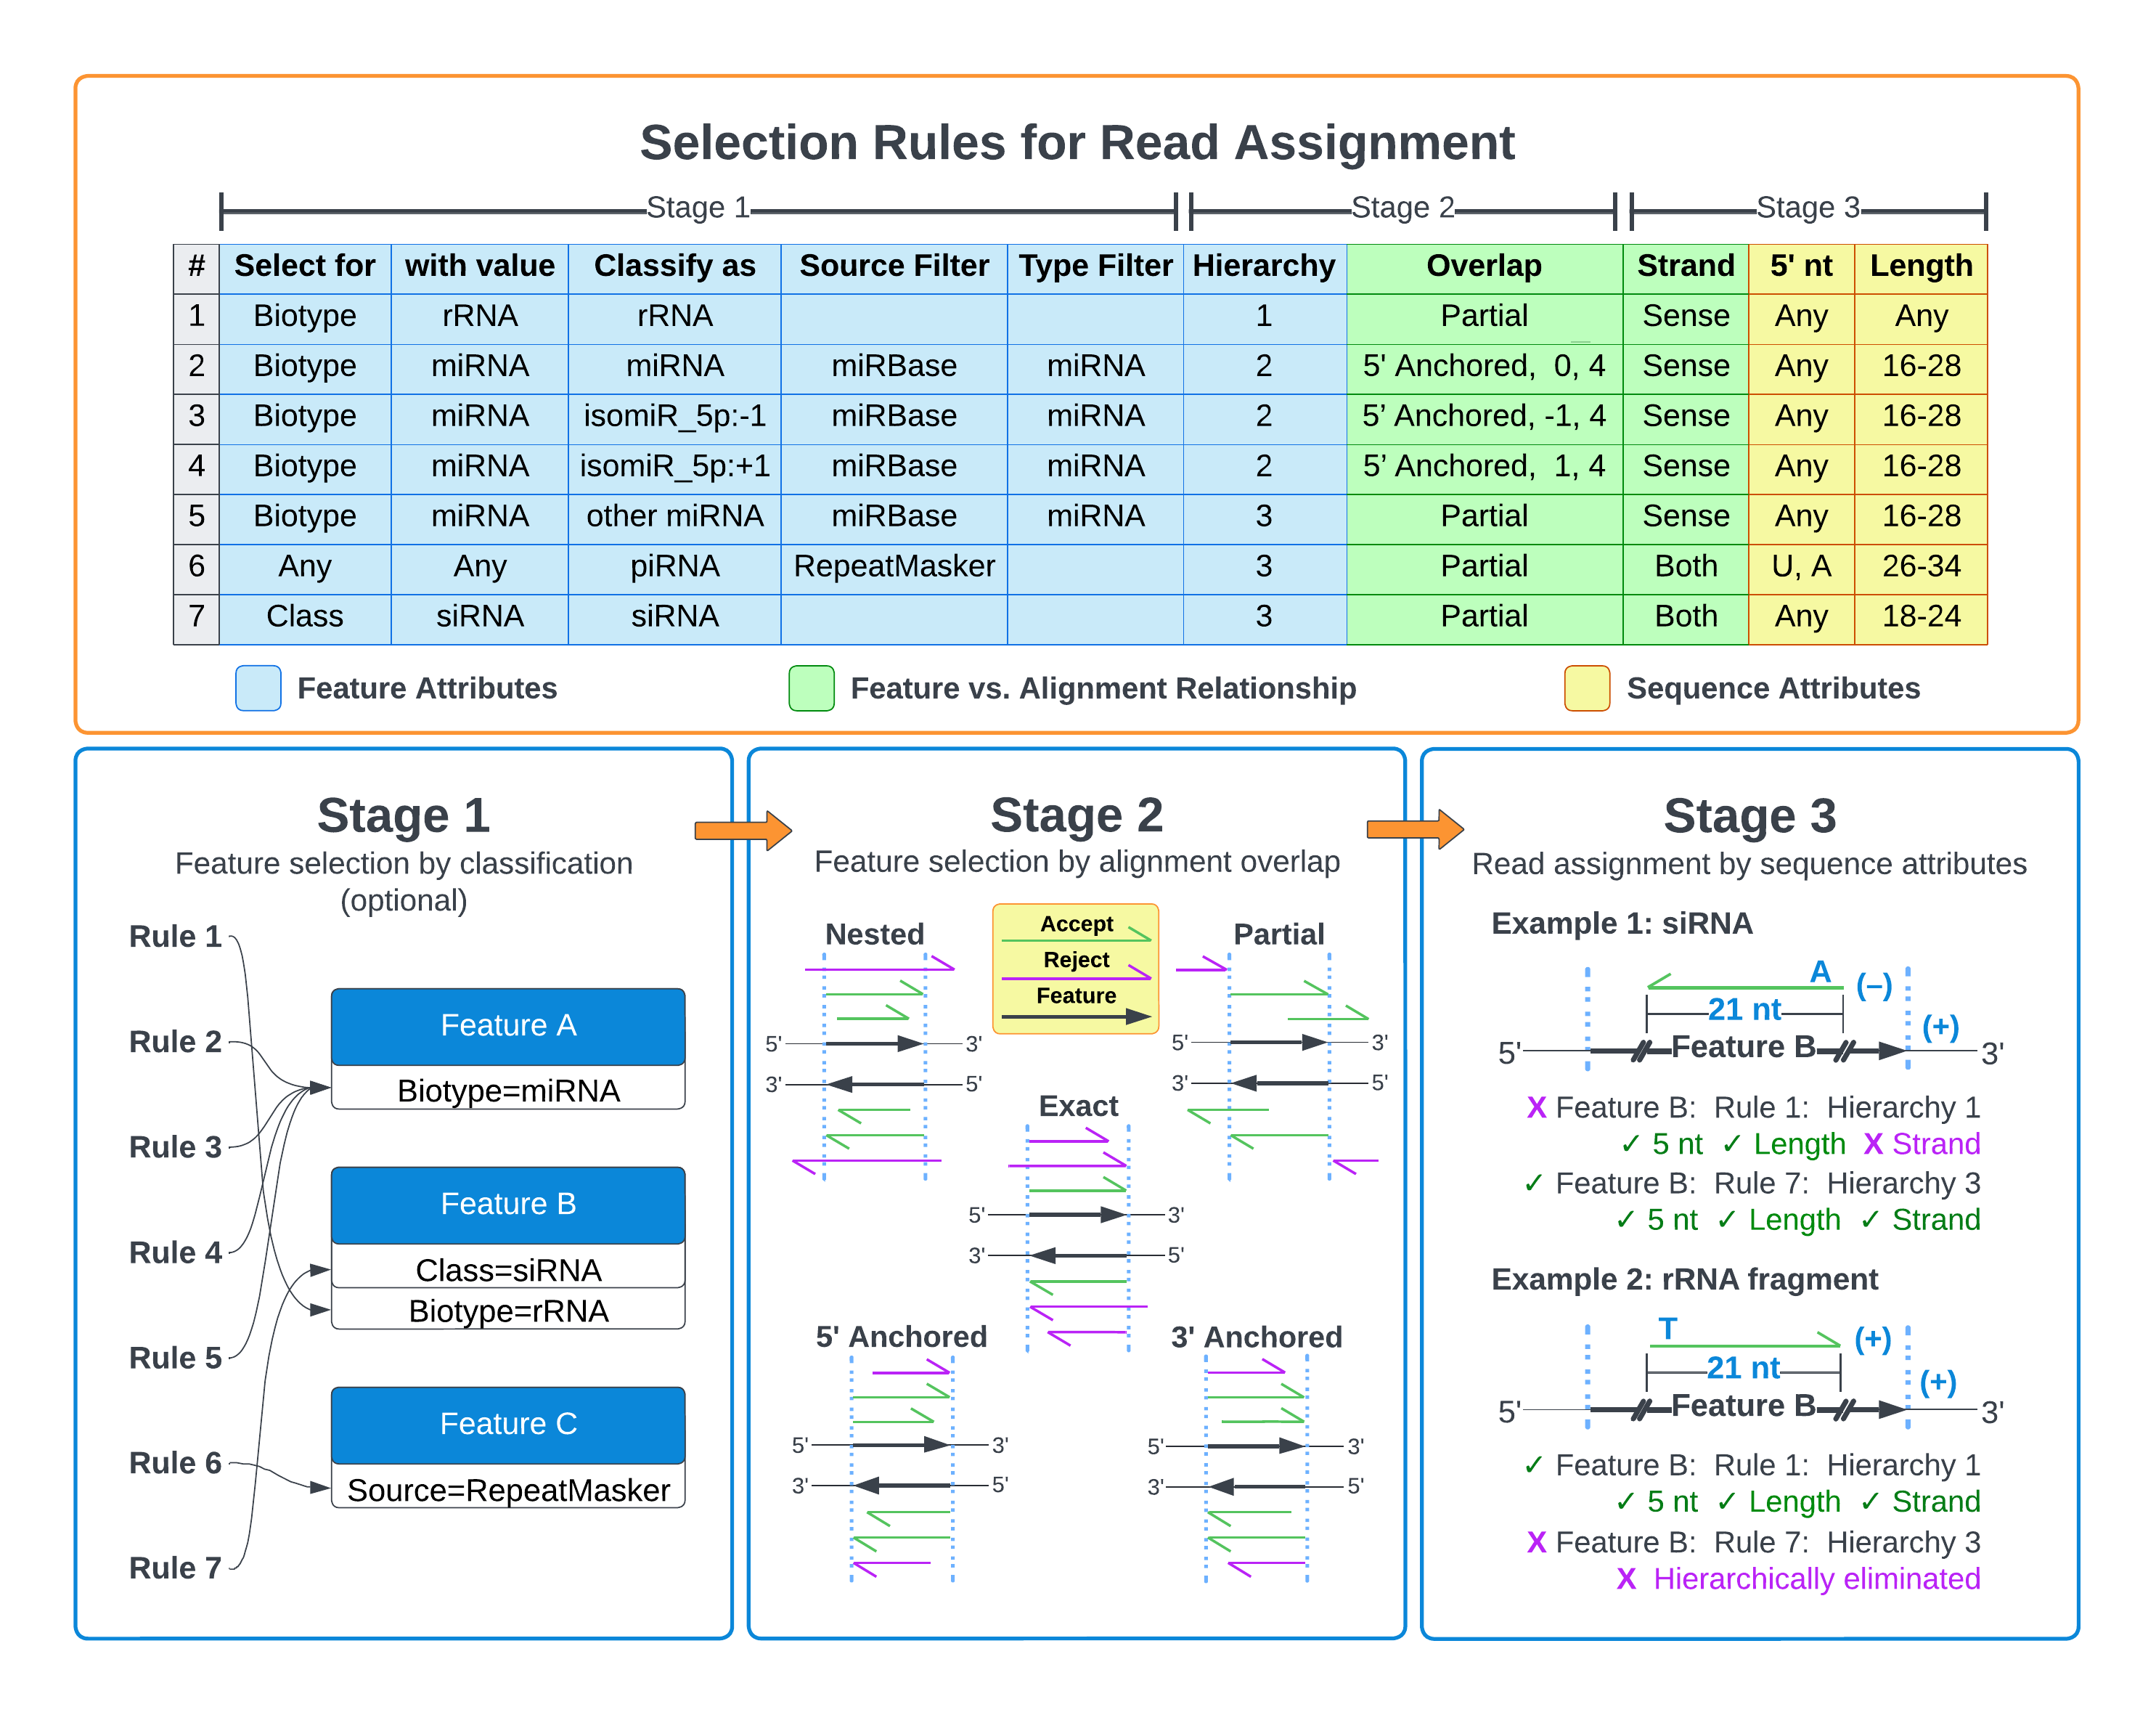 Selection Rules for Read Assignment
Stage 1 Stage 2 Stage 3
# Select for with value Classify as Source Filter Type Filter Hierarchy Overlap Strand 5' nt Length
1 Biotype rRNA rRNA 1 Partial Sense Any Any
2 Biotype miRNA miRNA miRBase miRNA 2 5' Anchored, 0, 4 Sense Any 16-28
3 Biotype miRNA isomiR_5p:-1 miRBase miRNA 2 5’ Anchored, -1, 4 Sense Any 16-28
4 Biotype miRNA isomiR_5p:+1 miRBase miRNA 2 5’ Anchored, 1, 4 Sense Any 16-28
5 Biotype miRNA other miRNA miRBase miRNA 3 Partial Sense Any 16-28
6 Any Any piRNA RepeatMasker 3 Partial Both U, A 26-34
7 Class siRNA siRNA 3 Partial Both Any 18-24
Feature Attributes Feature vs. Alignment Relationship Sequence Attributes
Stage 1
Feature selection by classification
(optional)
Rule 1
Rule 2
Rule 3
Rule 4
Rule 5
Rule 6
Rule 7
Feature A
Biotype=miRNA
Feature B
Class=siRNA
Biotype=rRNA
Feature C
Source=RepeatMasker
Stage 2
Feature selection by alignment overlap
Accept
Reject
Feature
Nested
5' 3'
3' 5'
Partial
5' 3'
3' 5'
Exact
5' 3'
3' 5'
5' Anchored
5' 3'
3' 5'
3' Anchored
5' 3'
3' 5'
Stage 3
Read assignment by sequence attributes
Example 1: siRNA
A (–)
21 nt
(+)
5' Feature B 3'
X Feature B: Rule 1: Hierarchy 1
✓ 5 nt ✓ Length X Strand
✓ Feature B: Rule 7: Hierarchy 3
✓ 5 nt ✓ Length ✓ Strand
Example 2: rRNA fragment
T (+)
21 nt
(+)
5' Feature B 3'
✓ Feature B: Rule 1: Hierarchy 1
✓ 5 nt ✓ Length ✓ Strand
X Feature B: Rule 7: Hierarchy 3
X Hierarchically eliminated